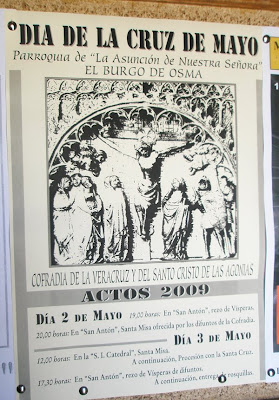 DIA DE LA CRUZ DE MAYO
Parroquia de "La Asunción de Nuestra Señora"
EL BURGO DE OSMA
COFRADIA DE LA VERACRUZ Y DEL SANTO CRISTO DE LAS AGONIAS
ACTOS 2009
DÍA 2 DE MAYO 19,00 horas: En "San Antón", rezo de Vísperas.
20,00 horas: En "San Antón", Santa Misa ofrecida por los difuntos de la Cofradía.
DÍA 3 DE MAYO
12,00 horas: En la "S.I. Catedral", Santa Misa.
A continuación, Procesión con la Santa Cruz.
17,30 horas: En "San Antón", rezo de Vísperas de difuntos.
A continuación, entrega de rosquillas.